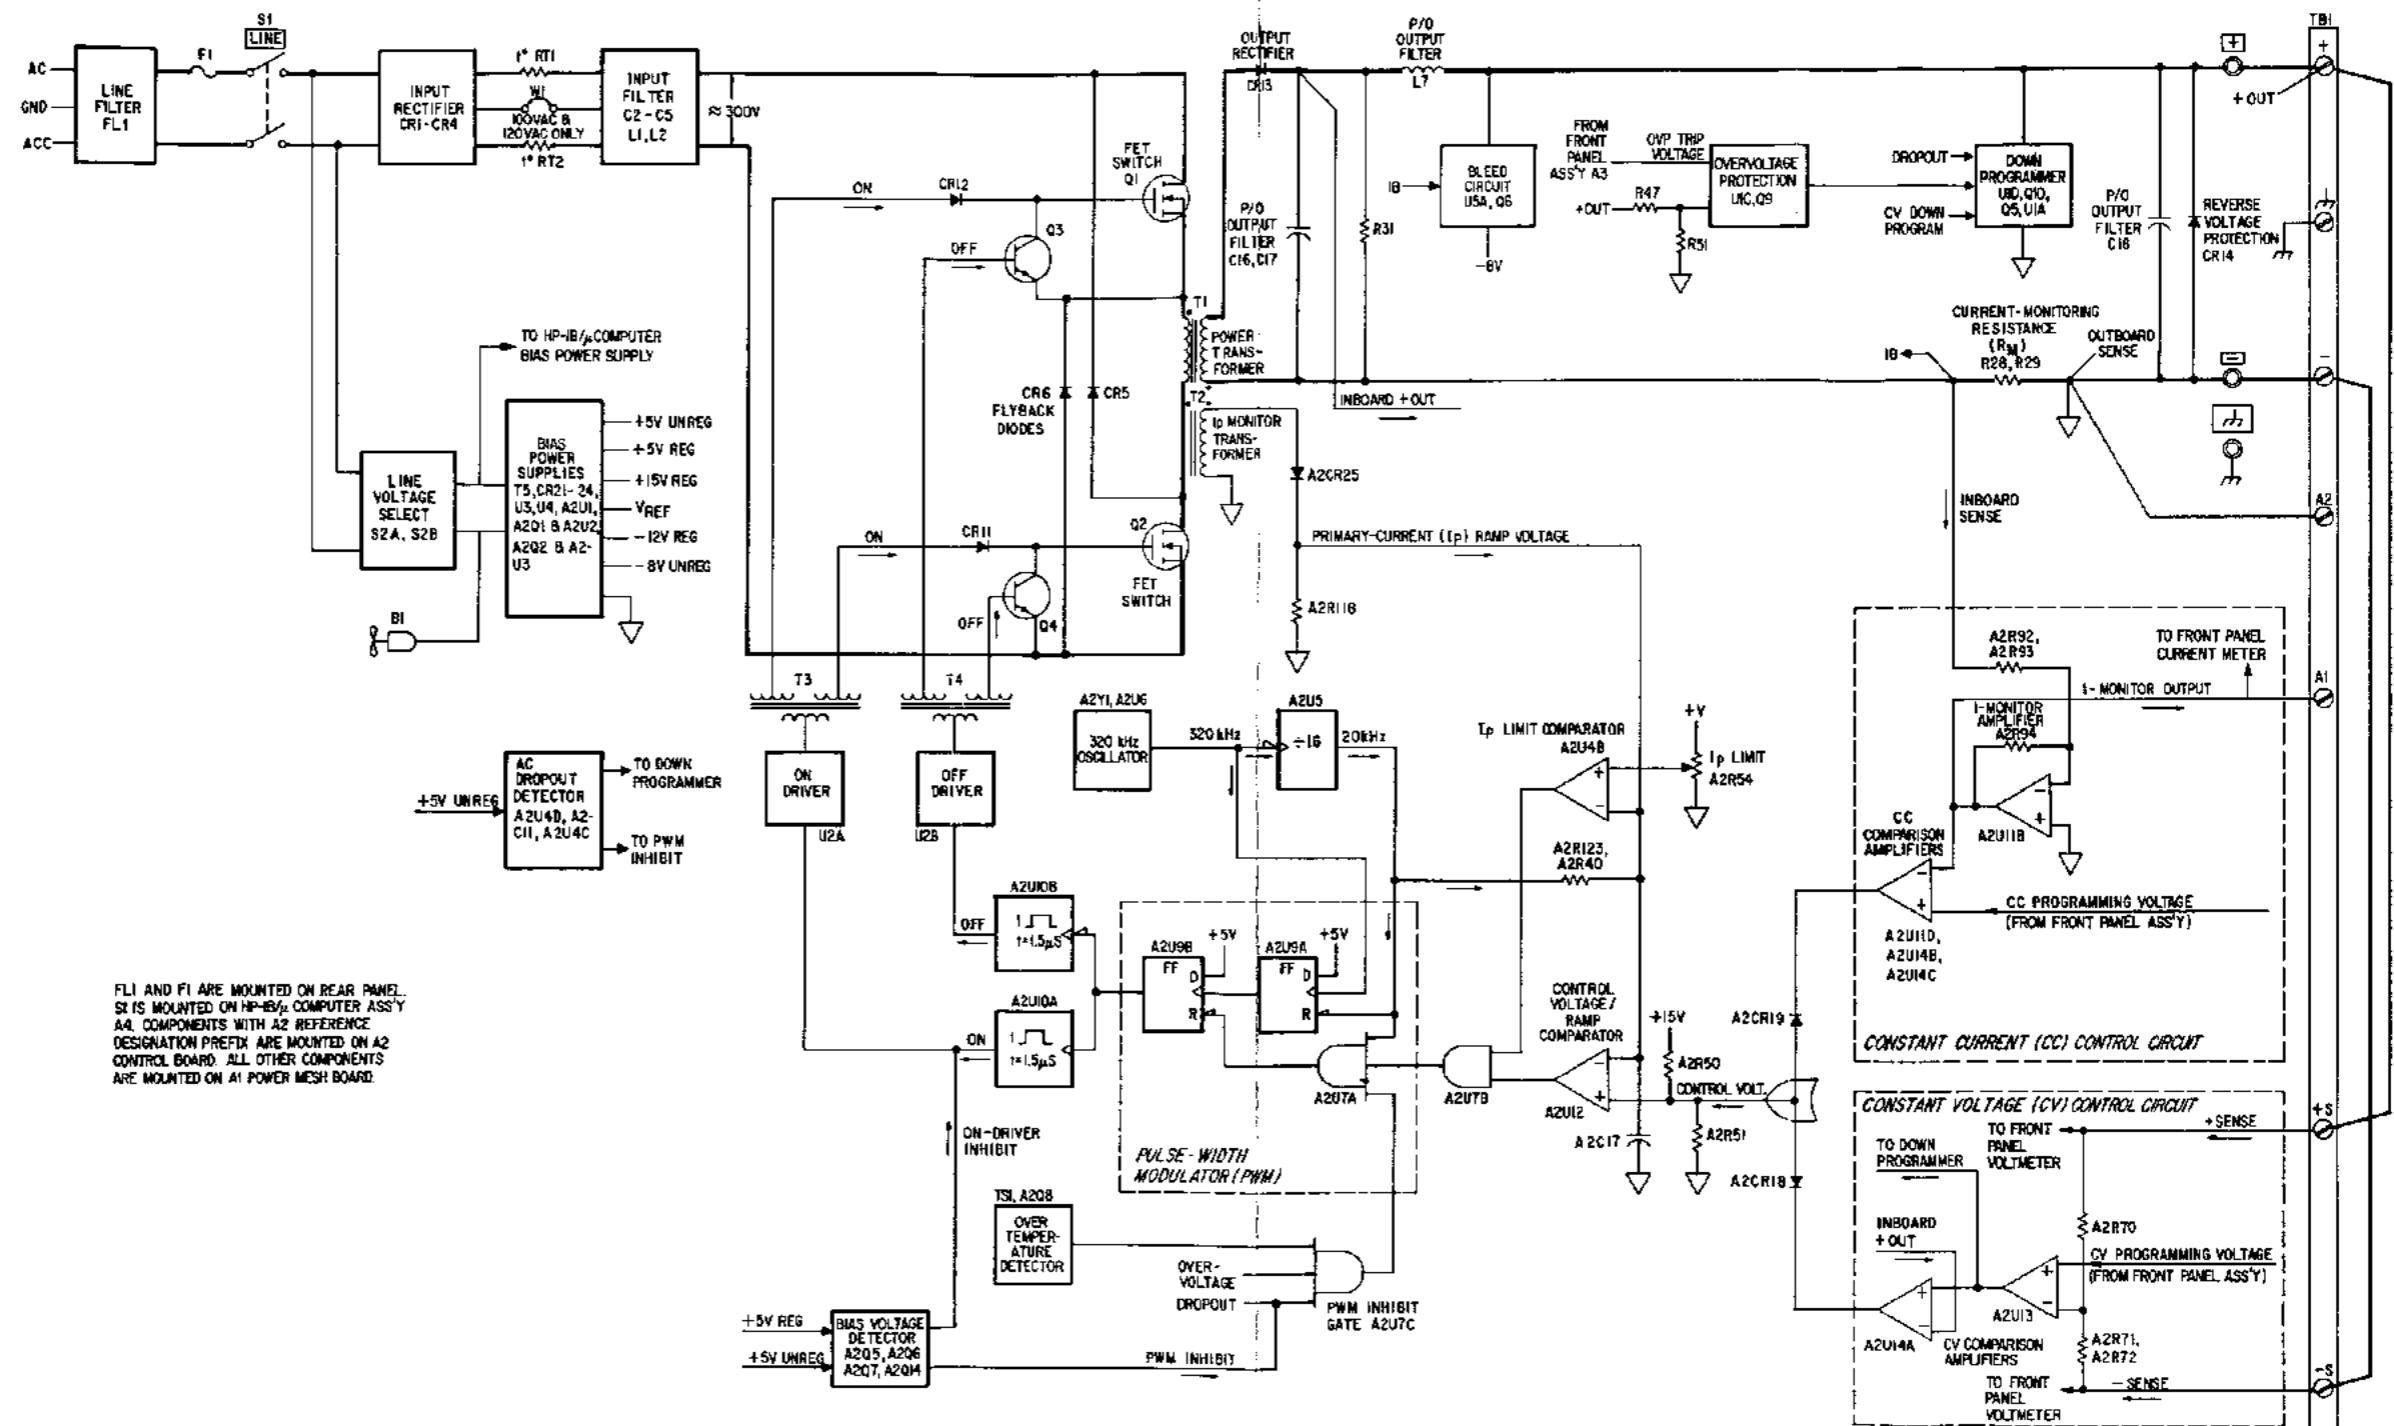 S1
LINE
AC
GND
ACC
LINE
FILTER
FL1
F1
INPUT
RECTIFIER
CR1-CR4
t° RT1
W1
100VAC &
120VAC ONLY
t° RT2
INPUT
FILTER
C2-C5
L1,L2
≈ 300V
OUTPUT
RECTIFIER
CR13
P/O
OUTPUT
FILTER
L7
TB1
+
+
+OUT
FET
SWITCH
Q1
ON
CR12
Q3
OFF
P/O
OUTPUT
FILTER
C16,C17
R31
IB
BLEED
CIRCUIT
U5A, Q6
-8V
FROM
FRONT
PANEL
ASS'Y A3
OVP TRIP
VOLTAGE
+OUT
R47
R51
OVERVOLTAGE
PROTECTION
U1C,Q9
DROPOUT
CV DOWN
PROGRAM
DOWN
PROGRAMMER
U1D,Q10,
Q5,U1A
P/O
OUTPUT
FILTER
C18
REVERSE
VOLTAGE
PROTECTION
CR14
TO HP-IB/µCOMPUTER
BIAS POWER SUPPLY
T1
POWER
TRANS-
FORMER
CURRENT-MONITORING
RESISTANCE
(RM)
R28, R29
OUTBOARD
SENSE
IB
-
-
CR6
FLYBACK
DIODES
CR5
T2
Ip MONITOR
TRANS-
FORMER
INBOARD +OUT
A2CR25
INBOARD
SENSE
A2
LINE
VOLTAGE
SELECT
S2A, S2B
BIAS
POWER
SUPPLIES
T5,CR21-24,
U3,U4, A2U1,
A2Q1 & A2U2
A2Q2 & A2-
U3
+5V UNREG
+5V REG
+15V REG
VREF
-12V REG
-8V UNREG
B1
ON
CR11
Q2
FET
SWITCH
OFF
Q4
PRIMARY-CURRENT (Ip) RAMP VOLTAGE
A2R118
T3
T4
A2R92,
A2R93
TO FRONT PANEL
CURRENT METER
I-MONITOR OUTPUT
A1
I-MONITOR
AMPLIFIER
A2R94
A2U11B
AC
DROPOUT
DETECTOR
A2U4D, A2-
C11, A2U4C
+5V UNREG
TO DOWN
PROGRAMMER
TO PWM
INHIBIT
ON
DRIVER
U2A
OFF
DRIVER
U2B
A2Y1, A2U6
320 kHz
OSCILLATOR
320 kHz
A2U5
÷16
20kHz
Ip LIMIT COMPARATOR
A2U4B
+
-
+V
Ip LIMIT
A2R54
A2R123,
A2R40
CC
COMPARISON
AMPLIFIERS
-
+
CC PROGRAMMING VOLTAGE
(FROM FRONT PANEL ASS'Y)
A2U11D,
A2U14B,
A2U14C
CONSTANT CURRENT (CC) CONTROL CIRCUIT
A2U10B
OFF
t=1.5µS
A2U10A
ON
t=1.5µS
A2U9B
+5V
FF
D
R
A2U9A
+5V
FF
D
R
A2U7A
A2U7B
PULSE-WIDTH
MODULATOR (PWM)
CONTROL
VOLTAGE/
RAMP
COMPARATOR
-
+
A2U12
+15V
A2R50
CONTROL VOLT.
A2C17
A2R51
A2CR19
A2CR18
FL1 AND F1 ARE MOUNTED ON REAR PANEL.
S1 IS MOUNTED ON HP-IB/µ COMPUTER ASS'Y
A4. COMPONENTS WITH A2 REFERENCE
DESIGNATION PREFIX ARE MOUNTED ON A2
CONTROL BOARD. ALL OTHER COMPONENTS
ARE MOUNTED ON A1 POWER MESH BOARD.
ON-DRIVER
INHIBIT
TS1, A2Q8
OVER
TEMPER-
ATURE
DETECTOR
OVER-
VOLTAGE
DROPOUT
PWM INHIBIT
GATE A2U7C
+5V REG
+5V UNREG
BIAS VOLTAGE
DETECTOR
A2Q5, A2Q6
A2Q7, A2Q14
PWM INHIBIT
CONSTANT VOLTAGE (CV) CONTROL CIRCUIT
+S
+SENSE
TO FRONT
PANEL
VOLTMETER
TO DOWN
PROGRAMMER
INBOARD
+OUT
A2R70
CV PROGRAMMING VOLTAGE
(FROM FRONT PANEL ASS'Y)
+
-
A2U13
+
-
A2U14A
CV COMPARISON
AMPLIFIERS
A2R71,
A2R72
TO FRONT
PANEL
VOLTMETER
-SENSE
-S